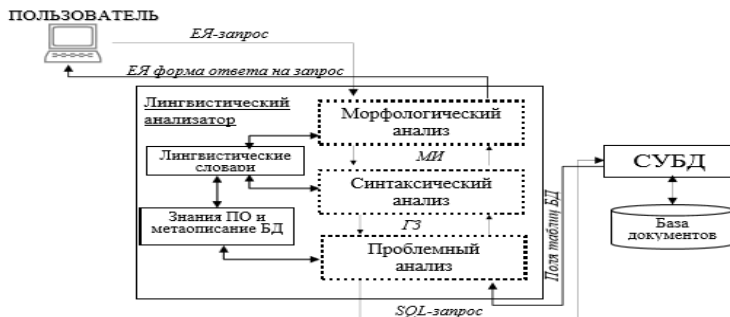 ПОЛЬЗОВАТЕЛЬ
ЕЯ-запрос
ЕЯ форма ответа на запрос
Лингвистический
анализатор
Морфологический
анализ
МИ
Лингвистические
словари
Синтаксический
анализ
ГЗ
Знания ПО и
метаописание БД
Проблемный
анализ
Поля таблиц БД
СУБД
База
документов
SQL-запрос